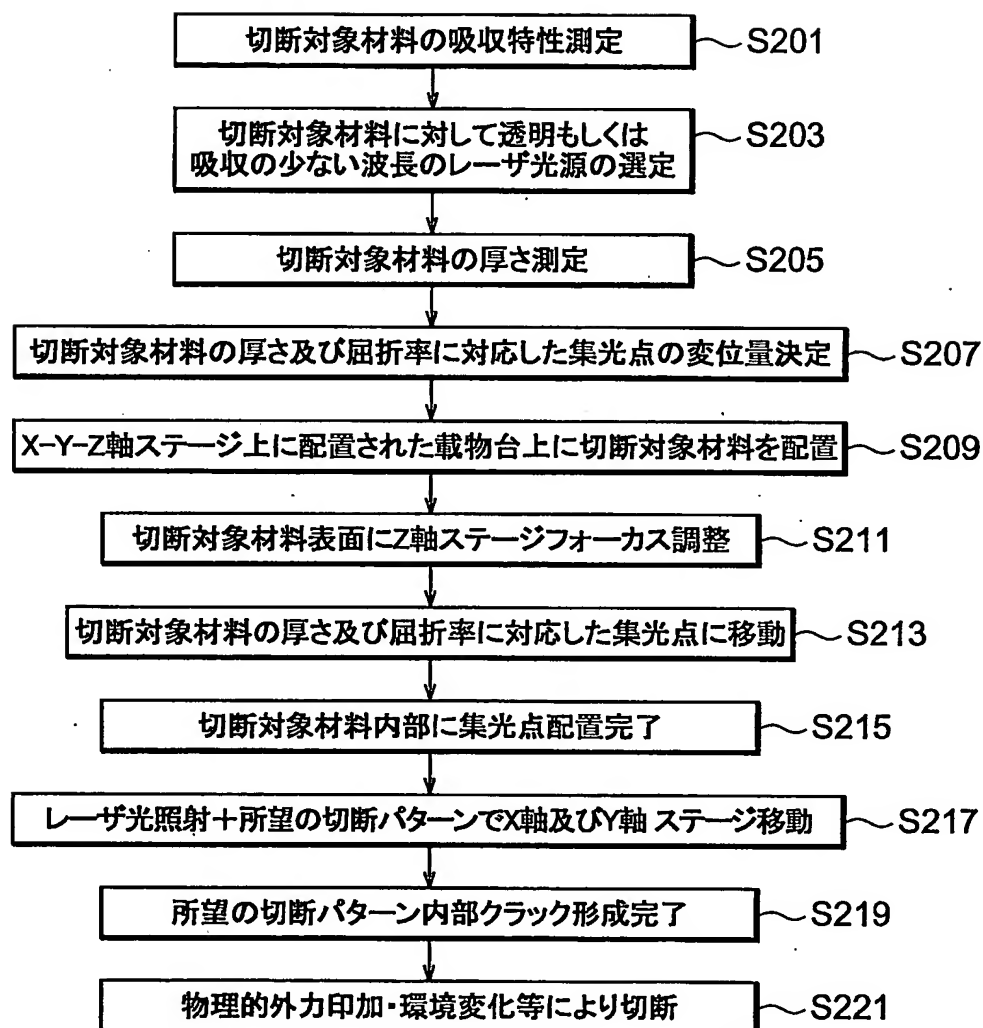 切断対象材料の吸収特性測定 ～S201
切断対象材料に対して透明もしくは
吸収の少ない波長のレーザ光源の選定 ～S203
切断対象材料の厚さ測定 ～S205
切断対象材料の厚さ及び屈折率に対応した集光点の変位量決定 ～S207
X-Y-Z軸ステージ上に配置された載物台上に切断対象材料を配置 ～S209
切断対象材料表面にZ軸ステージフォーカス調整 ～S211
切断対象材料の厚さ及び屈折率に対応した集光点に移動 ～S213
切断対象材料内部に集光点配置完了 ～S215
レーザ光照射+所望の切断パターンでX軸及びY軸 ステージ移動 ～S217
所望の切断パターン内部クラック形成完了 ～S219
物理的外力印加・環境変化等により切断 ～S221